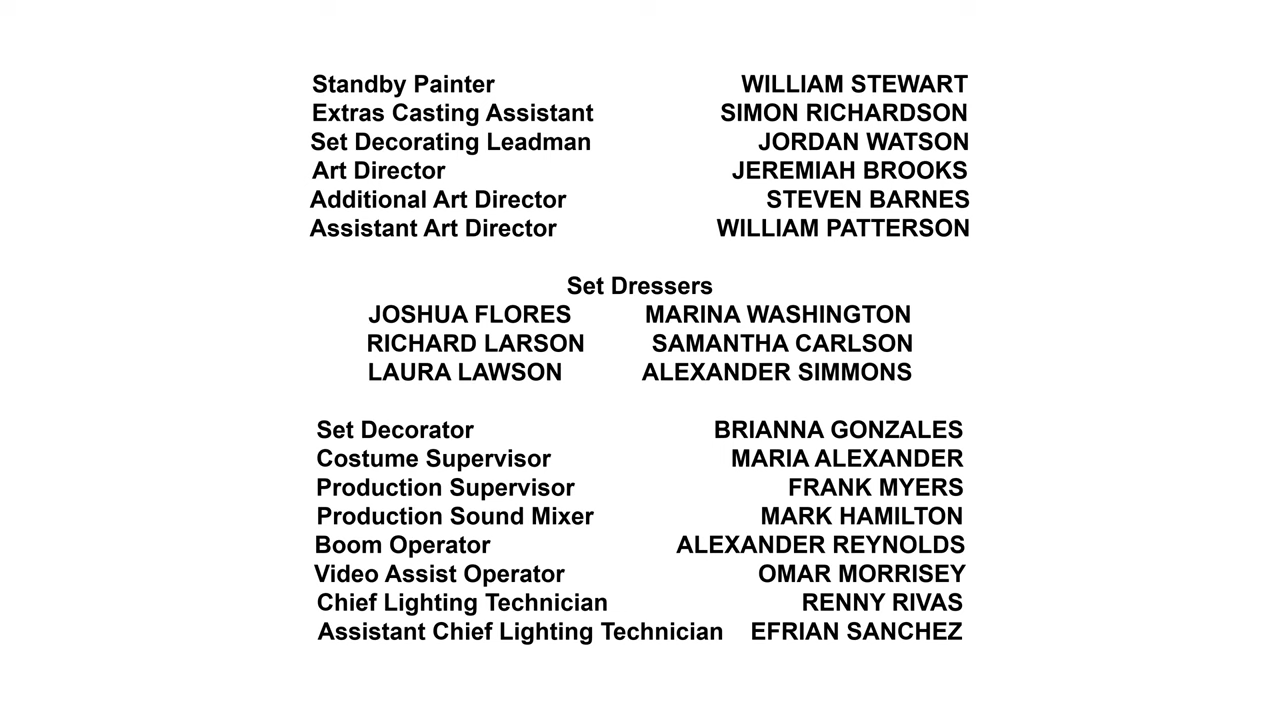 Standby Painter WILLIAM STEWART
Extras Casting Assistant SIMON RICHARDSON
Set Decorating Leadman JORDAN WATSON
Art Director JEREMIAH BROOKS
Additional Art Director STEVEN BARNES
Assistant Art Director WILLIAM PATTERSON
Set Dressers
JOSHUA FLORES MARINA WASHINGTON
RICHARD LARSON SAMANTHA CARLSON
LAURA LAWSON ALEXANDER SIMMONS
Set Decorator BRIANNA GONZALES
Costume Supervisor MARIA ALEXANDER
Production Supervisor FRANK MYERS
Production Sound Mixer MARK HAMILTON
Boom Operator ALEXANDER REYNOLDS
Video Assist Operator OMAR MORRISEY
Chief Lighting Technician RENNY RIVAS
Assistant Chief Lighting Technician EFRIAN SANCHEZ